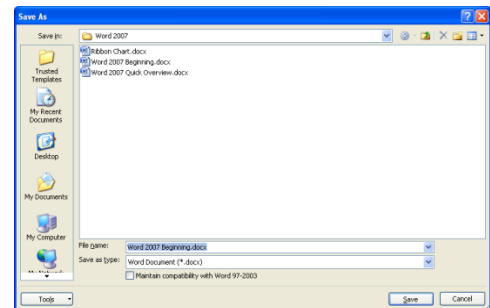 Save As
Save in:
Word 2007
Ribbon Chart.docx
Word 2007 Beginning.docx
Word 2007 Quick Overview.docx
Trusted
Templates
My Recent
Documents
Desktop
My Documents
My Computer
File name:
Word 2007 Beginning.docx
Save as type:
Word Document (*.docx)
Maintain compatibility with Word 97-2003
Tools
Save
Cancel